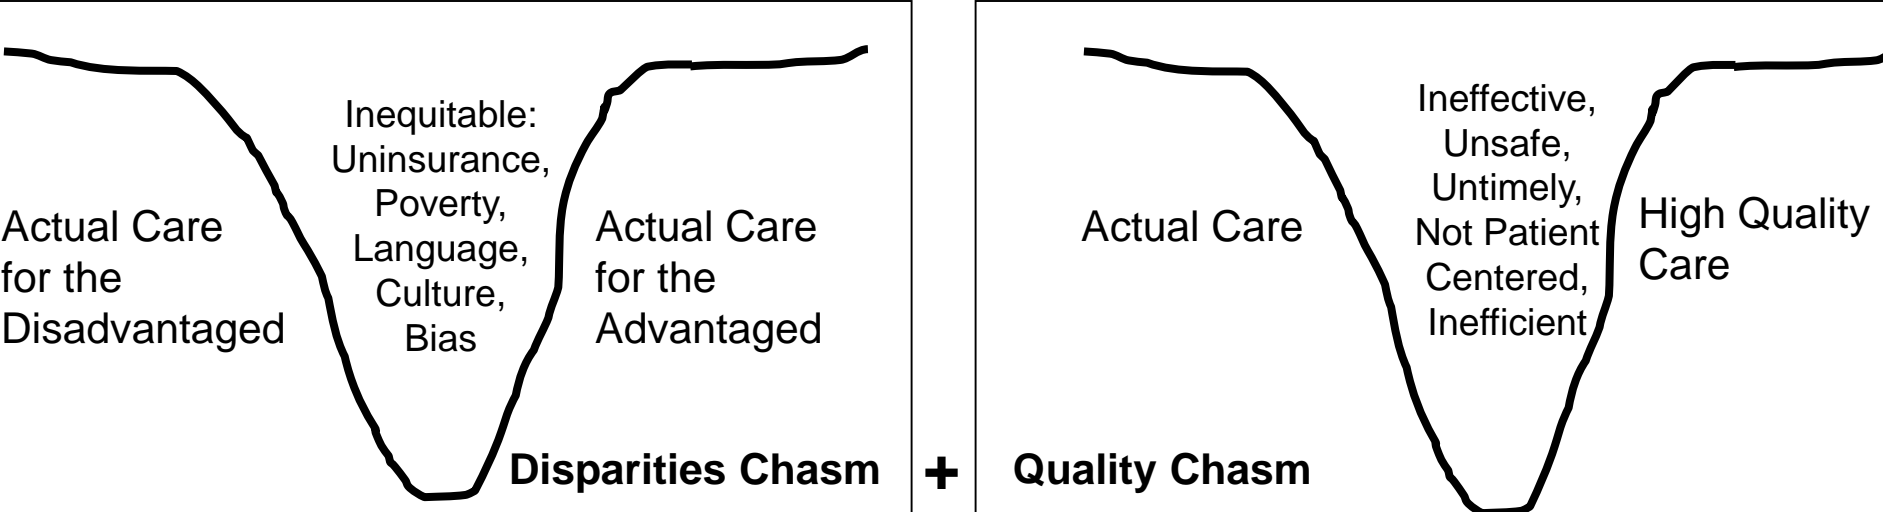 Actual Care
for the
Disadvantaged
Inequitable:
Uninsurance,
Poverty,
Language,
Culture,
Bias
Actual Care
for the
Advantaged
Disparities Chasm
+
Actual Care
Ineffective,
Unsafe,
Untimely,
Not Patient
Centered,
Inefficient
High Quality
Care
Quality Chasm